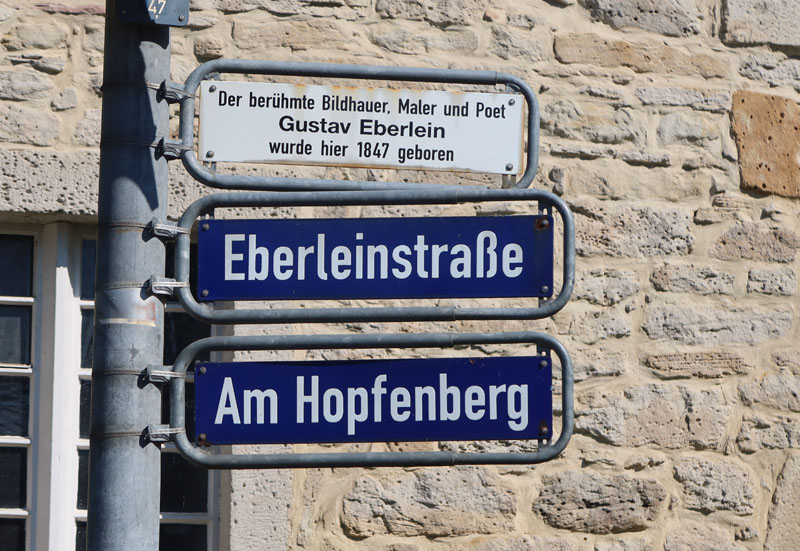 47
Der berühmte Bildhauer, Maler und Poet
Gustav Eberlein
wurde hier 1847 geboren
Eberleinstraße
Am Hopfenberg